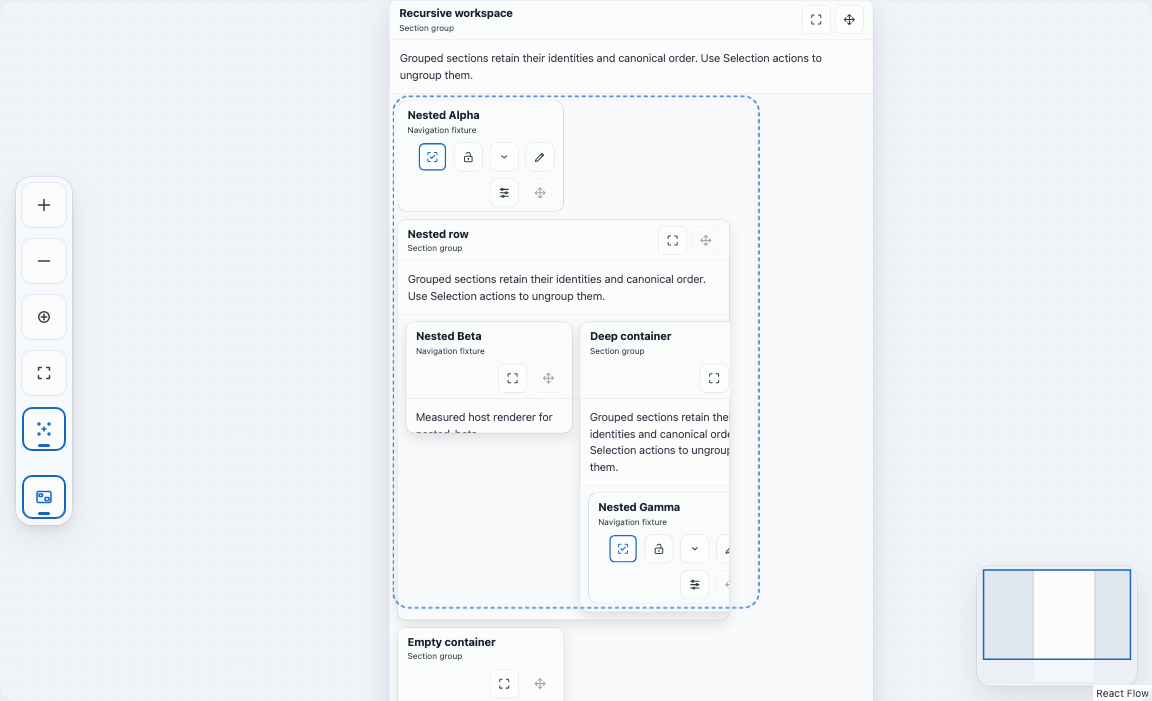 Recursive workspace
Section group
Grouped sections retain their identities and canonical order. Use Selection actions to
ungroup them.
Nested Alpha
Navigation fixture
Nested row
Section group
Grouped sections retain their identities and canonical order.
Use Selection actions to ungroup them.
Nested Beta
Navigation fixture
Measured host renderer for
Deep container
Section group
Grouped sections retain the
identities and canonical orde
Selection actions to ungroup
them.
Nested Gamma
Navigation fixture
Empty container
Section group
React Flow